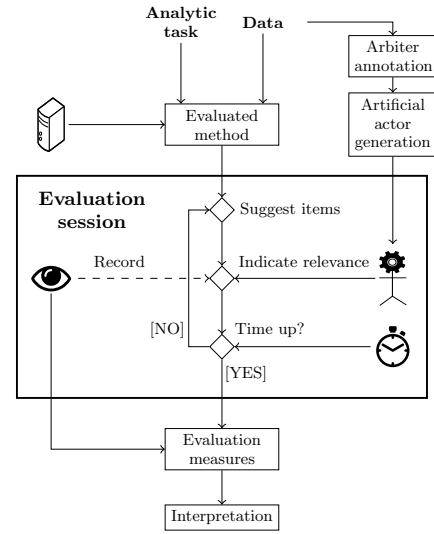 Analytic
task
Data
Arbiter
annotation
Evaluated
method
Artificial
actor
generation
Evaluation
session
Suggest items
Record
Indicate relevance
[NO]
Time up?
[YES]
Evaluation
measures
Interpretation